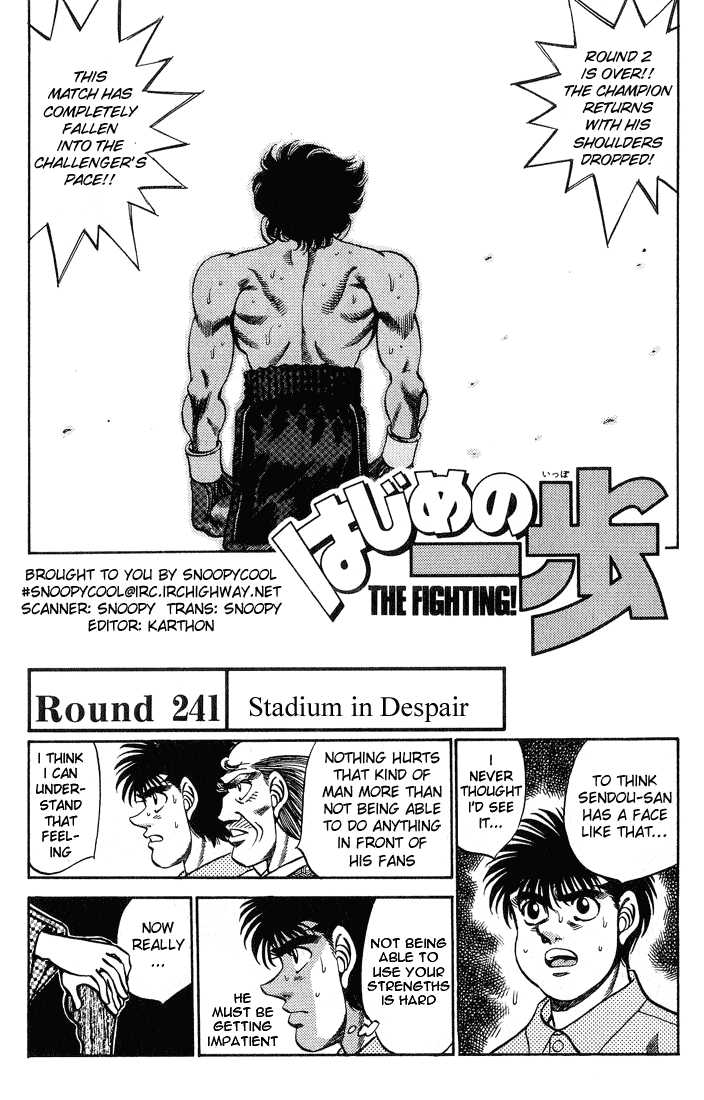 ROUND 2
IS OVER!!
THE CHAMPION
RETURNS
WITH HIS
SHOULDERS
DROPPED!
THIS
MATCH HAS
COMPLETELY
FALLEN
INTO THE
CHALLENGER'S
PACE!!
いっぽ
はじめの一歩
THE FIGHTING!
BROUGHT TO YOU BY SNOOPYCOOL
#SNOOPYCOOL@IRC.IRCHIGHWAY.NET
SCANNER: SNOOPY TRANS: SNOOPY
EDITOR: KARTHON
Round 241
Stadium in Despair
TO THINK
SENDOU-SAN
HAS A FACE
LIKE THAT...
I
NEVER
THOUGHT
I'D SEE
IT...
NOTHING HURTS
THAT KIND OF
MAN MORE THAN
NOT BEING ABLE
TO DO ANYTHING
IN FRONT OF
HIS FANS
I THINK
I CAN
UNDER-
STAND
THAT
FEEL-
ING
NOT BEING
ABLE TO
USE YOUR
STRENGTHS
IS HARD
HE
MUST BE
GETTING
IMPATIENT
NOW
REALLY
...